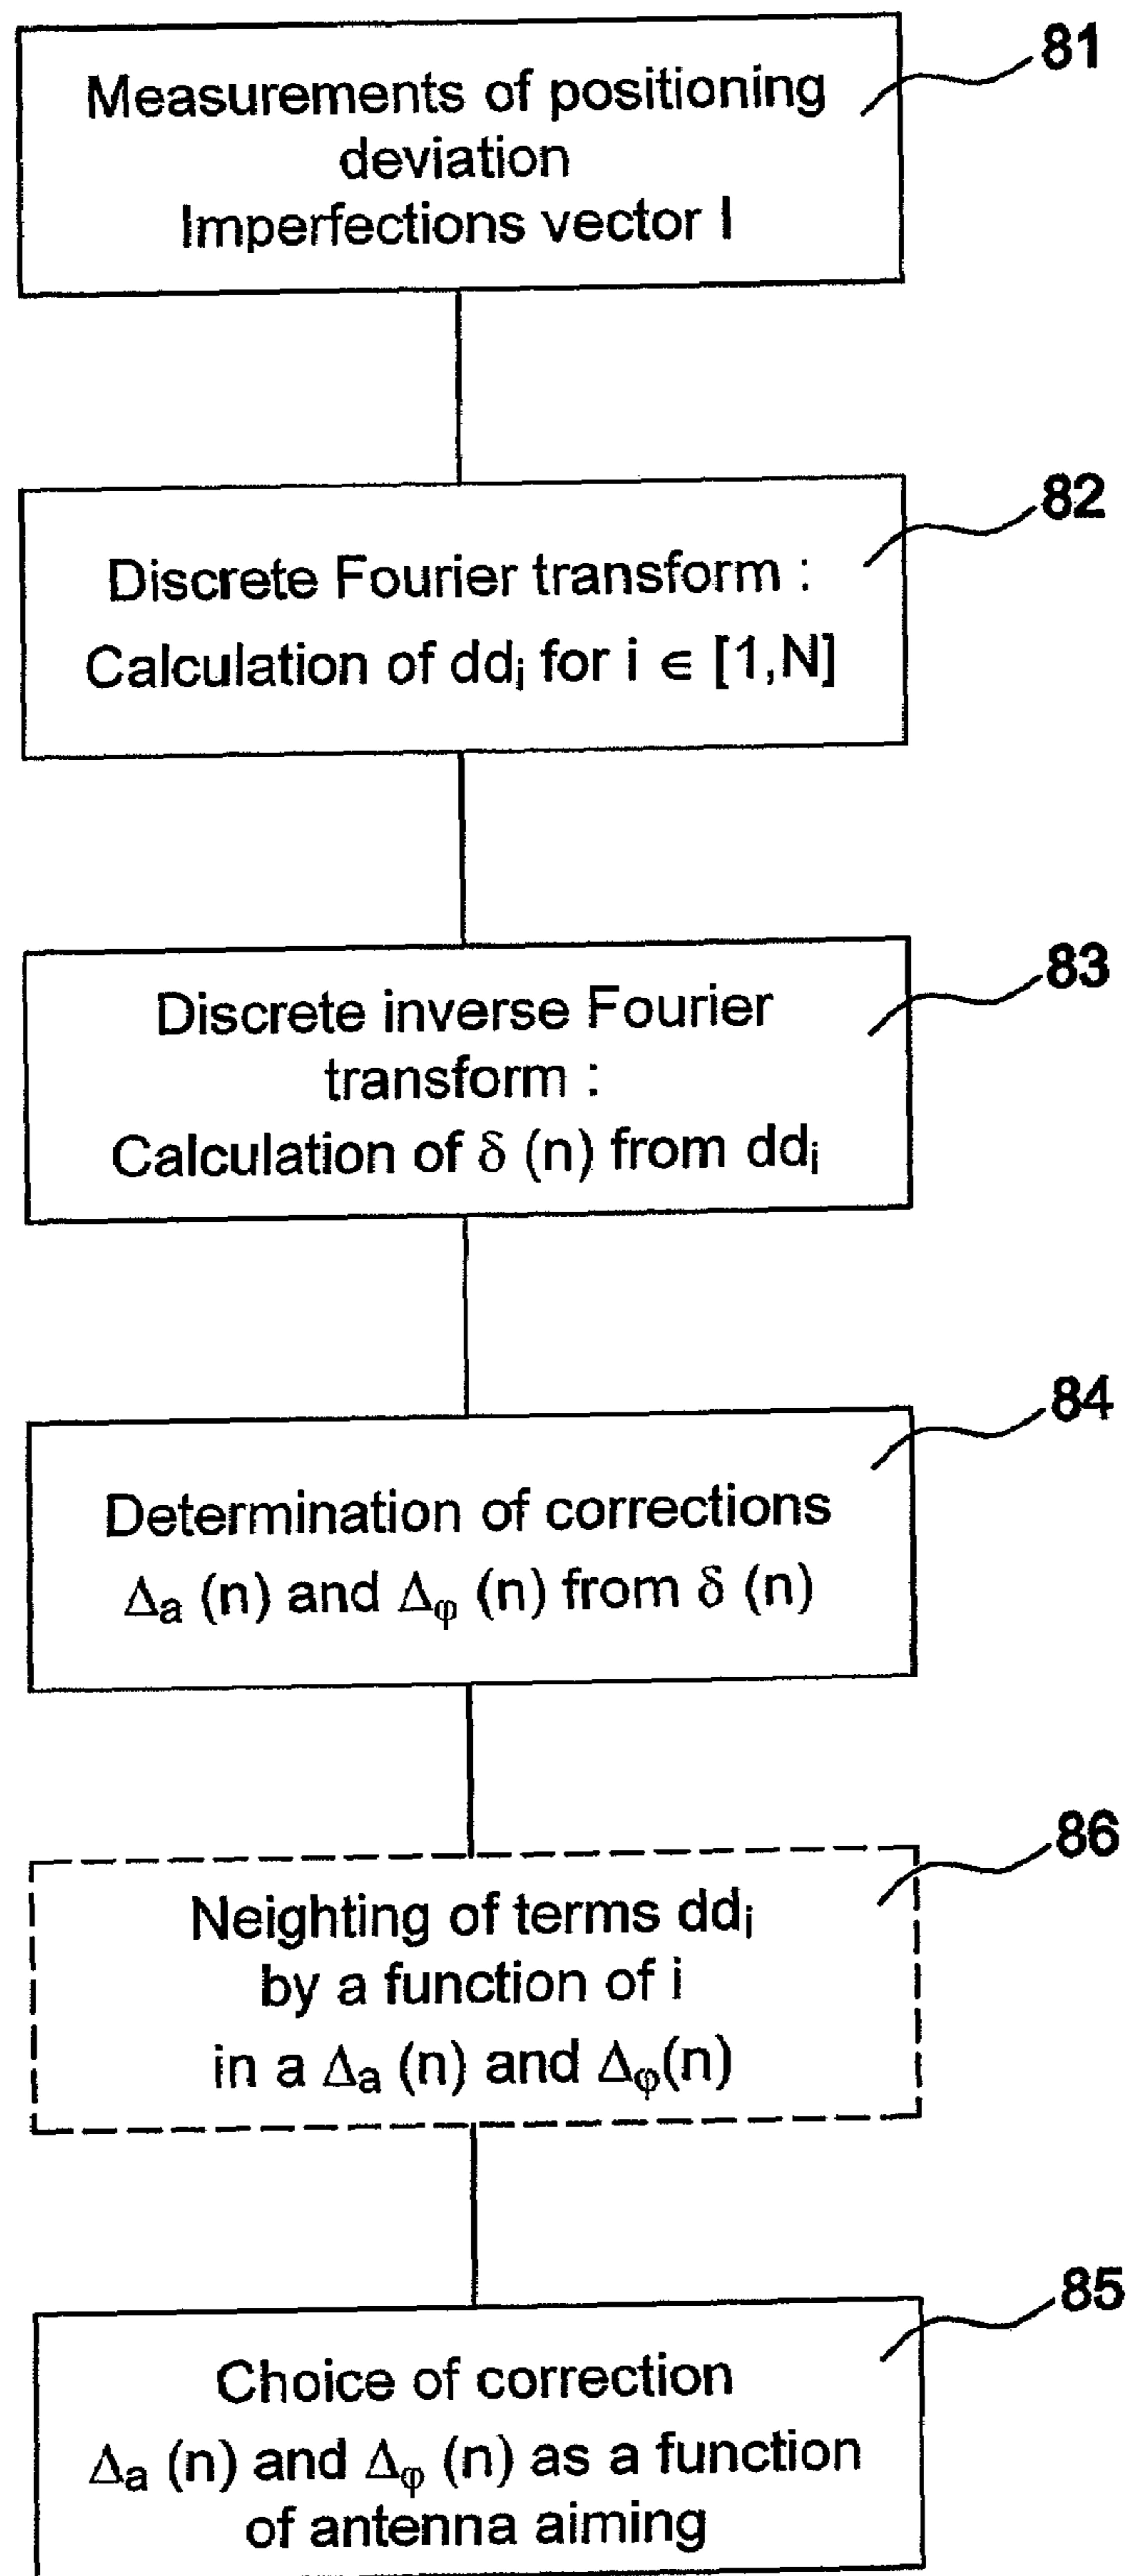 81
Measurements of positioning
deviation
Imperfections vector I
82
Discrete Fourier transform :
Calculation of ddᵢ for i ∈ [1,N]
83
Discrete inverse Fourier
transform :
Calculation of δ (n) from ddᵢ
84
Determination of corrections
Δₐ (n) and Δᵩ (n) from δ (n)
86
Neighting of terms ddᵢ
by a function of i
in a Δₐ (n) and Δᵩ(n)
85
Choice of correction
Δₐ (n) and Δᵩ (n) as a function
of antenna aiming